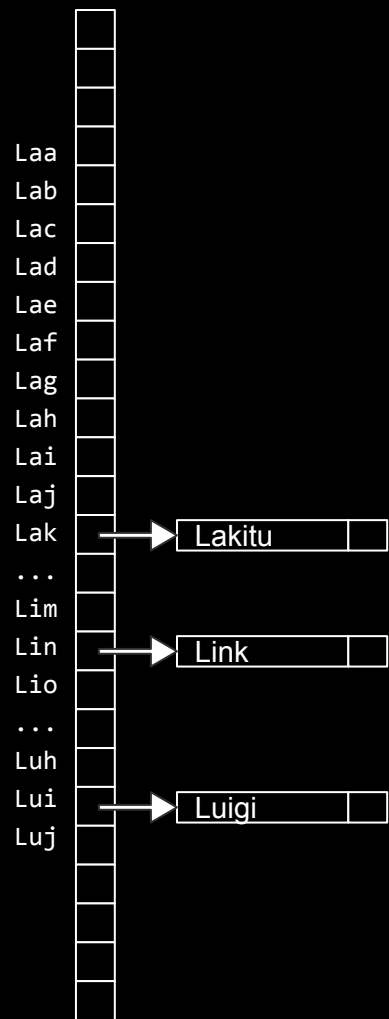 Laa
Lab
Lac
Lad
Lae
Laf
Lag
Lah
Lai
Laj
Lak Lakitu
...
Lim
Lin Link
Lio
...
Luh
Lui Luigi
Luj